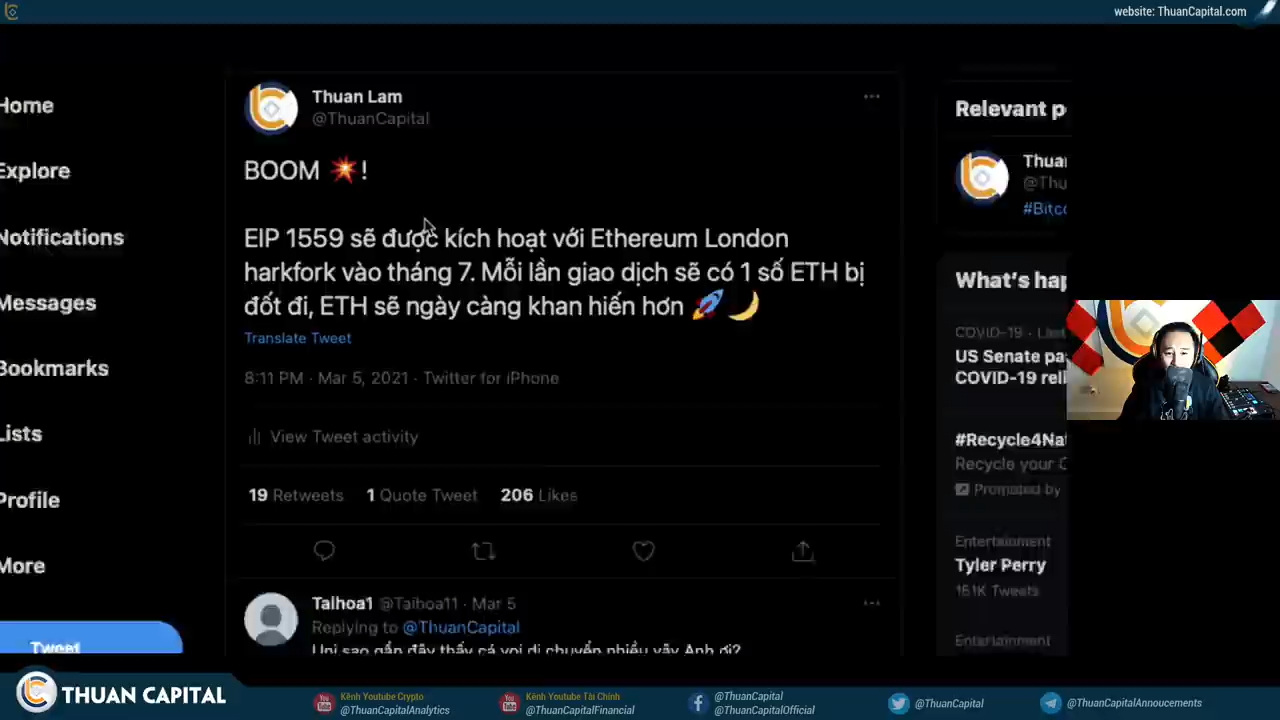 website: ThuanCapital.com
Home
Explore
Notifications
Messages
Bookmarks
Lists
Profile
More
Tweet
Thuan Lam
@ThuanCapital
BOOM 💥!
EIP 1559 sẽ được kích hoạt với Ethereum London
harkfork vào tháng 7. Mỗi lần giao dịch sẽ có 1 số ETH bị
đốt đi, ETH sẽ ngày càng khan hiến hơn 🚀🌙
Translate Tweet
8:11 PM · Mar 5, 2021 · Twitter for iPhone
View Tweet activity
19 Retweets 1 Quote Tweet 206 Likes
Taihoa1 @Taihoa11 · Mar 5
Replying to @ThuanCapital
Uni sao gần đây thấy cá voi di chuyển nhiều vậy Anh ơi?
Relevant p
Thuan
@Thu
#Bitco
What's hap
COVID-19 · Last
US Senate pa
COVID-19 reli
#Recycle4Nat
Recycle your
Promoted by
Entertainment
Tyler Perry
Tweets
Entertainment
THUAN CAPITAL
Kênh Youtube Crypto
@ThuanCapitalAnalytics
Kênh Youtube Tài Chính
@ThuanCapitalFinancial
@ThuanCapital
@ThuanCapitalOfficial
@ThuanCapital
@ThuanCapitalAnnoucements